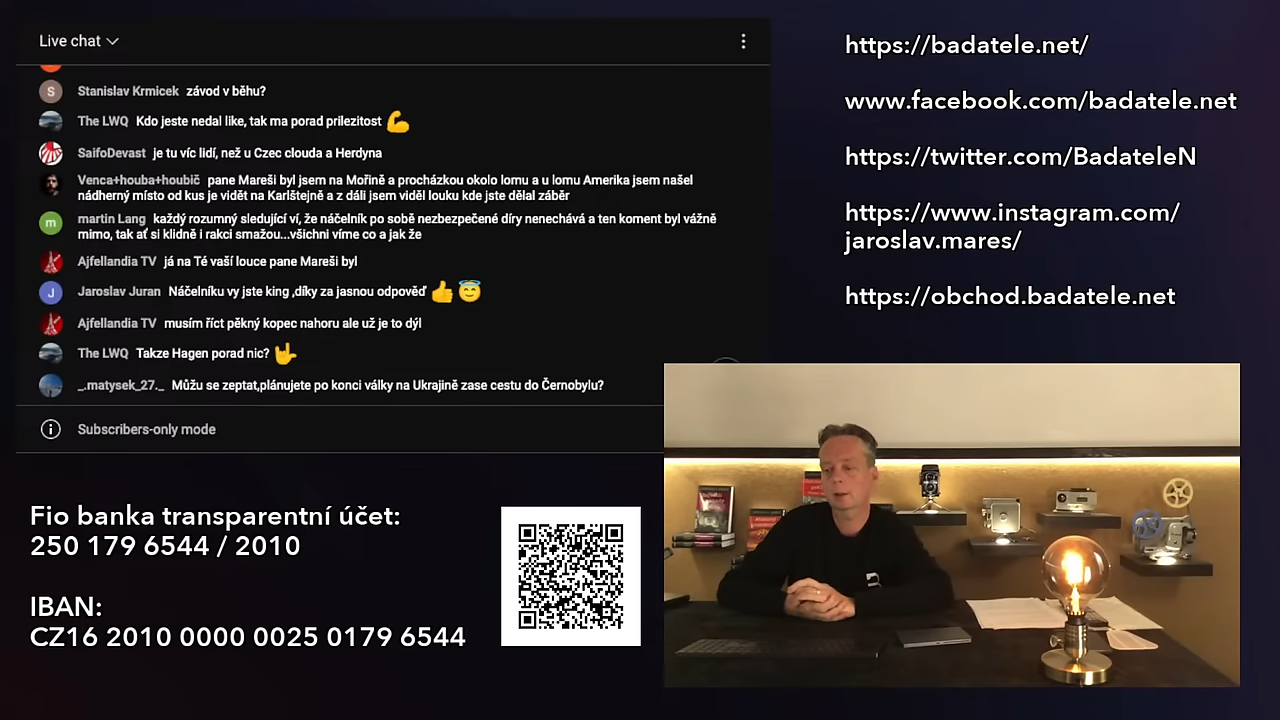 Live chat
Stanislav Krmicek závod v běhu?
The LWQ Kdo jeste nedal like, tak ma porad prilezitost
SaifoDevast je tu víc lidí, než u Czec clouda a Herdyna
Venca+houba+houbič pane Mareši byl jsem na Mořině a procházkou okolo lomu a u lomu Amerika jsem našel
nádherný místo od kus je vidět na Karlštejně a z dáli jsem viděl louku kde jste dělal záběr
martin Lang každý rozumný sledující ví, že náčelník po sobě nezbezpečené díry nenechává a ten koment byl vážně
mimo, tak ať si klidně i rakci smažou...všichni víme co a jak že
Ajfellandia TV já na Té vaší louce pane Mareši byl
Jaroslav Juran Náčelníku vy jste king ,díky za jasnou odpověď
Ajfellandia TV musím říct pěkný kopec nahoru ale už je to dýl
The LWQ Takze Hagen porad nic?
_.matysek_27._ Můžu se zeptat,plánujete po konci války na Ukrajině zase cestu do Černobylu?
Subscribers-only mode
https://badatele.net/
www.facebook.com/badatele.net
https://twitter.com/BadateleN
https://www.instagram.com/
jaroslav.mares/
https://obchod.badatele.net
Fio banka transparentní účet:
250 179 6544 / 2010
IBAN:
CZ16 2010 0000 0025 0179 6544